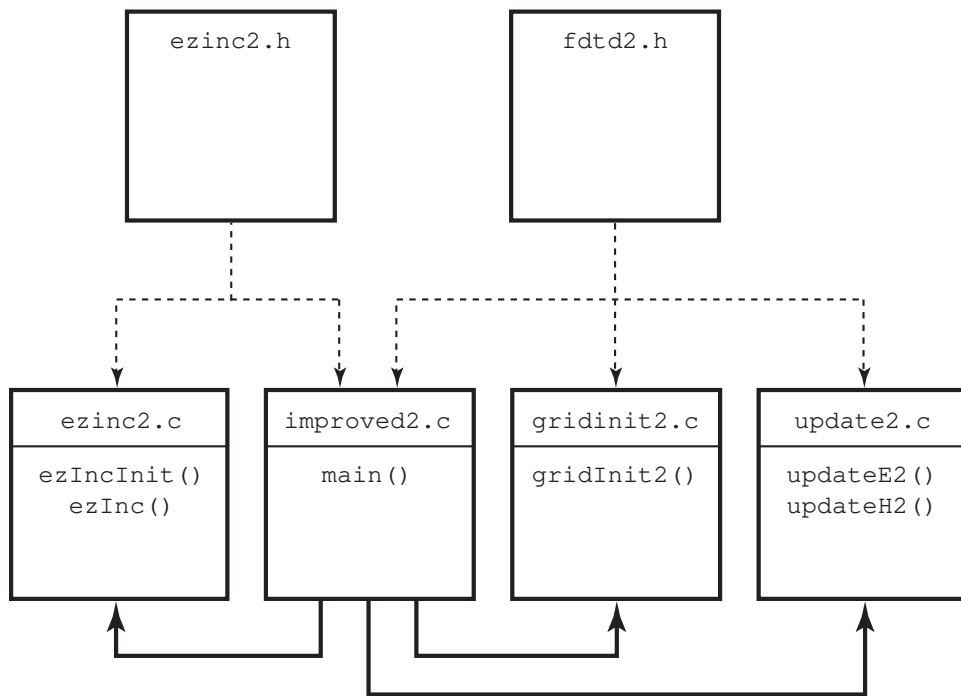 ezinc2.h
fdtd2.h
ezinc2.c
ezIncInit()
ezInc()
improved2.c
main()
gridinit2.c
gridInit2()
update2.c
updateE2()
updateH2()